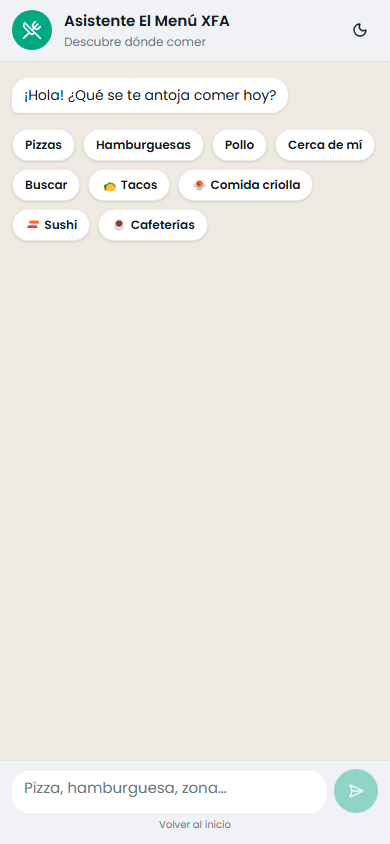 Asistente El Menú XFA
Descubre dónde comer
¡Hola! ¿Qué se te antoja comer hoy?
Pizzas Hamburguesas Pollo Cerca de mí
Buscar Tacos Comida criolla
Sushi Cafeterías
Pizza, hamburguesa, zona...
Volver al inicio